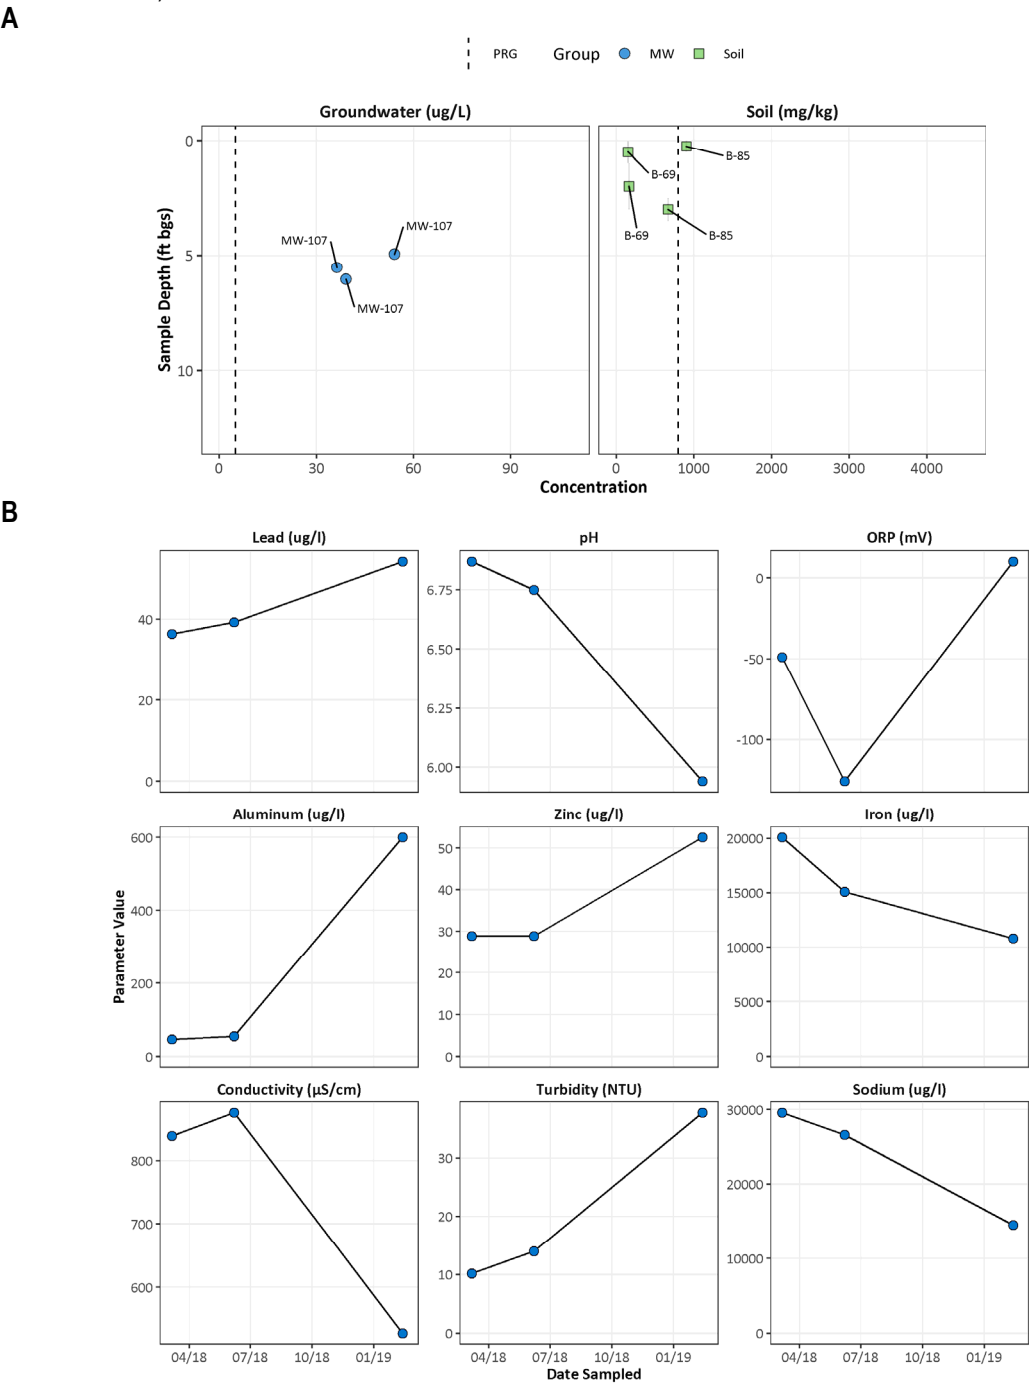 A
PRG Group MW Soil
Groundwater (ug/L) Soil (mg/kg)
Sample Depth (ft bgs)
0
5
10
MW-107
MW-107
MW-107
B-85
B-69
B-69
B-85
0 30 60 90 0 1000 2000 3000 4000
Concentration
B
Lead (ug/l) pH ORP (mV)
40
20
0
6.75
6.50
6.25
6.00
0
-50
-100
Aluminum (ug/l) Zinc (ug/l) Iron (ug/l)
Parameter Value
600
400
200
0
50
40
30
20
10
0
20000
15000
10000
5000
0
Conductivity (µS/cm) Turbidity (NTU) Sodium (ug/l)
800
700
600
30
20
10
0
30000
20000
10000
0
04/18 07/18 10/18 01/19 04/18 07/18 10/18 01/19 04/18 07/18 10/18 01/19
Date Sampled